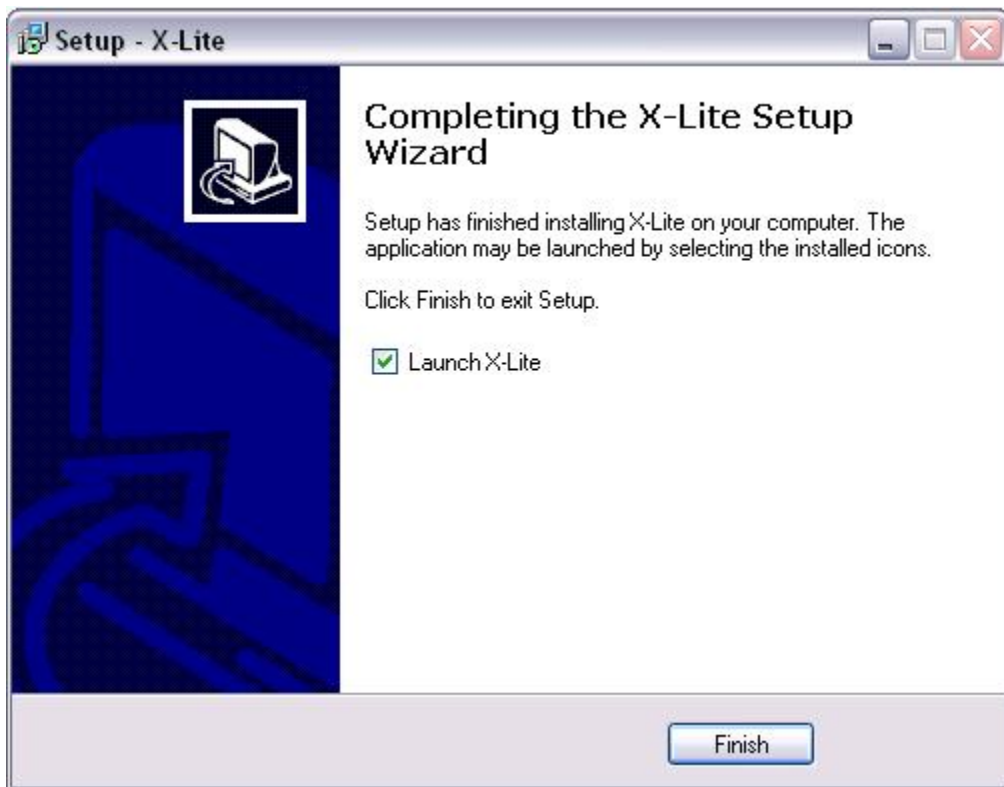 Setup - X-Lite
Completing the X-Lite Setup
Wizard
Setup has finished installing X-Lite on your computer. The
application may be launched by selecting the installed icons.
Click Finish to exit Setup.
Launch X-Lite
Finish